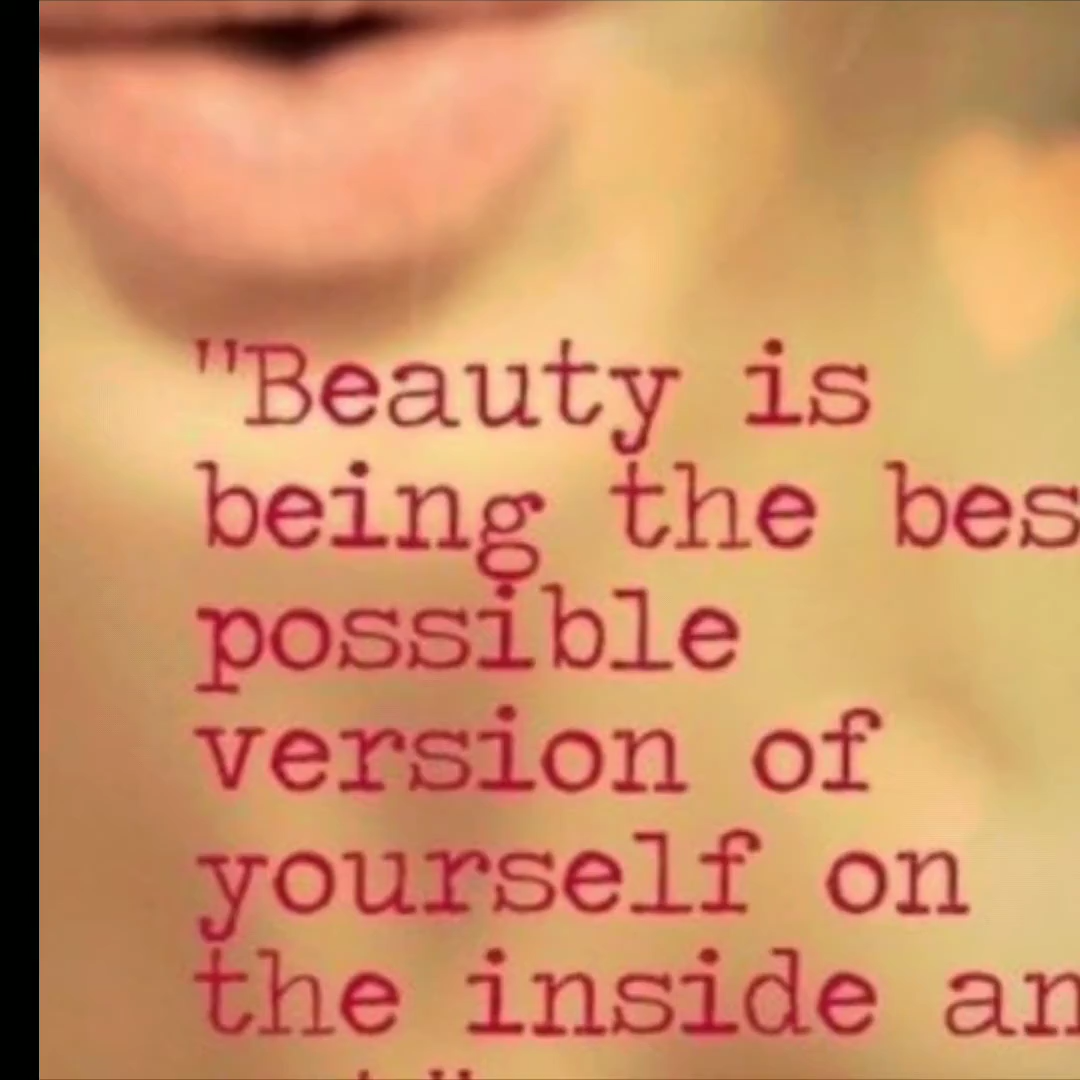 "Beauty is
being the bes
possible
version of
yourself on
the inside an